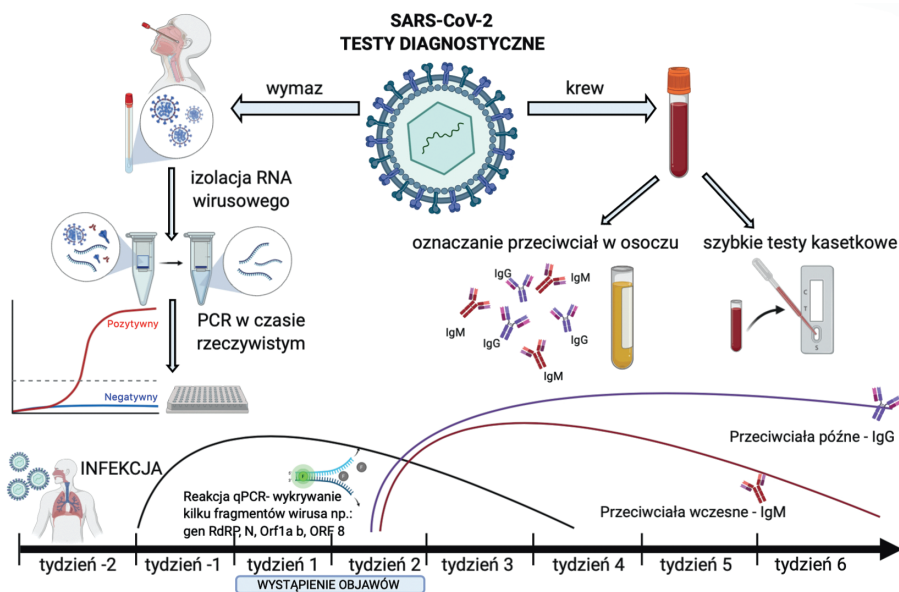 SARS-CoV-2
TESTY DIAGNOSTYCZNE
wymaz
krew
izolacja RNA
wirusowego
oznaczanie przeciwciał w osoczu
szybkie testy kasetkowe
IgG
IgM
IgM
IgG
IgG
IgM
C
T
S
Pozytywny
PCR w czasie
rzeczywistym
Negatywny
Przeciwciała późne - IgG
INFEKCJA
Reakcja qPCR- wykrywanie
kilku fragmentów wirusa np.:
gen RdRP, N, Orf1a b, ORF 8
Przeciwciała wczesne - IgM
tydzień -2
tydzień -1
tydzień 1
tydzień 2
tydzień 3
tydzień 4
tydzień 5
tydzień 6
WYSTĄPIENIE OBJAWÓW